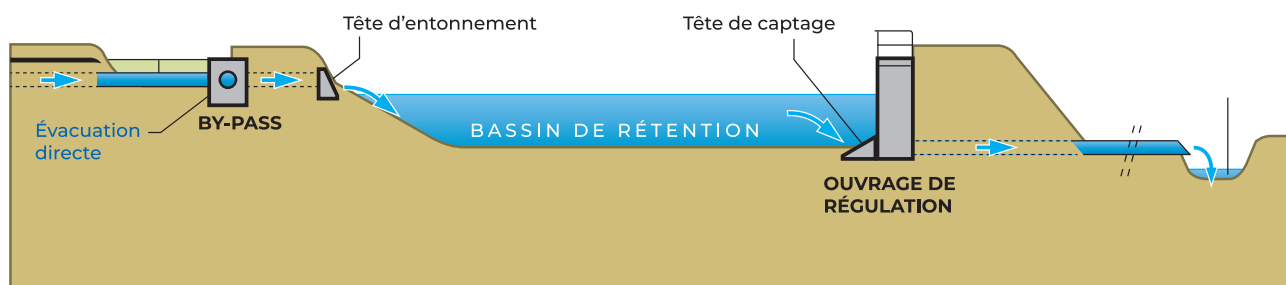 Tête d'entonnement
Tête de captage
Évacuation
directe
BY-PASS
BASSIN DE RÉTENTION
OUVRAGE DE
RÉGULATION